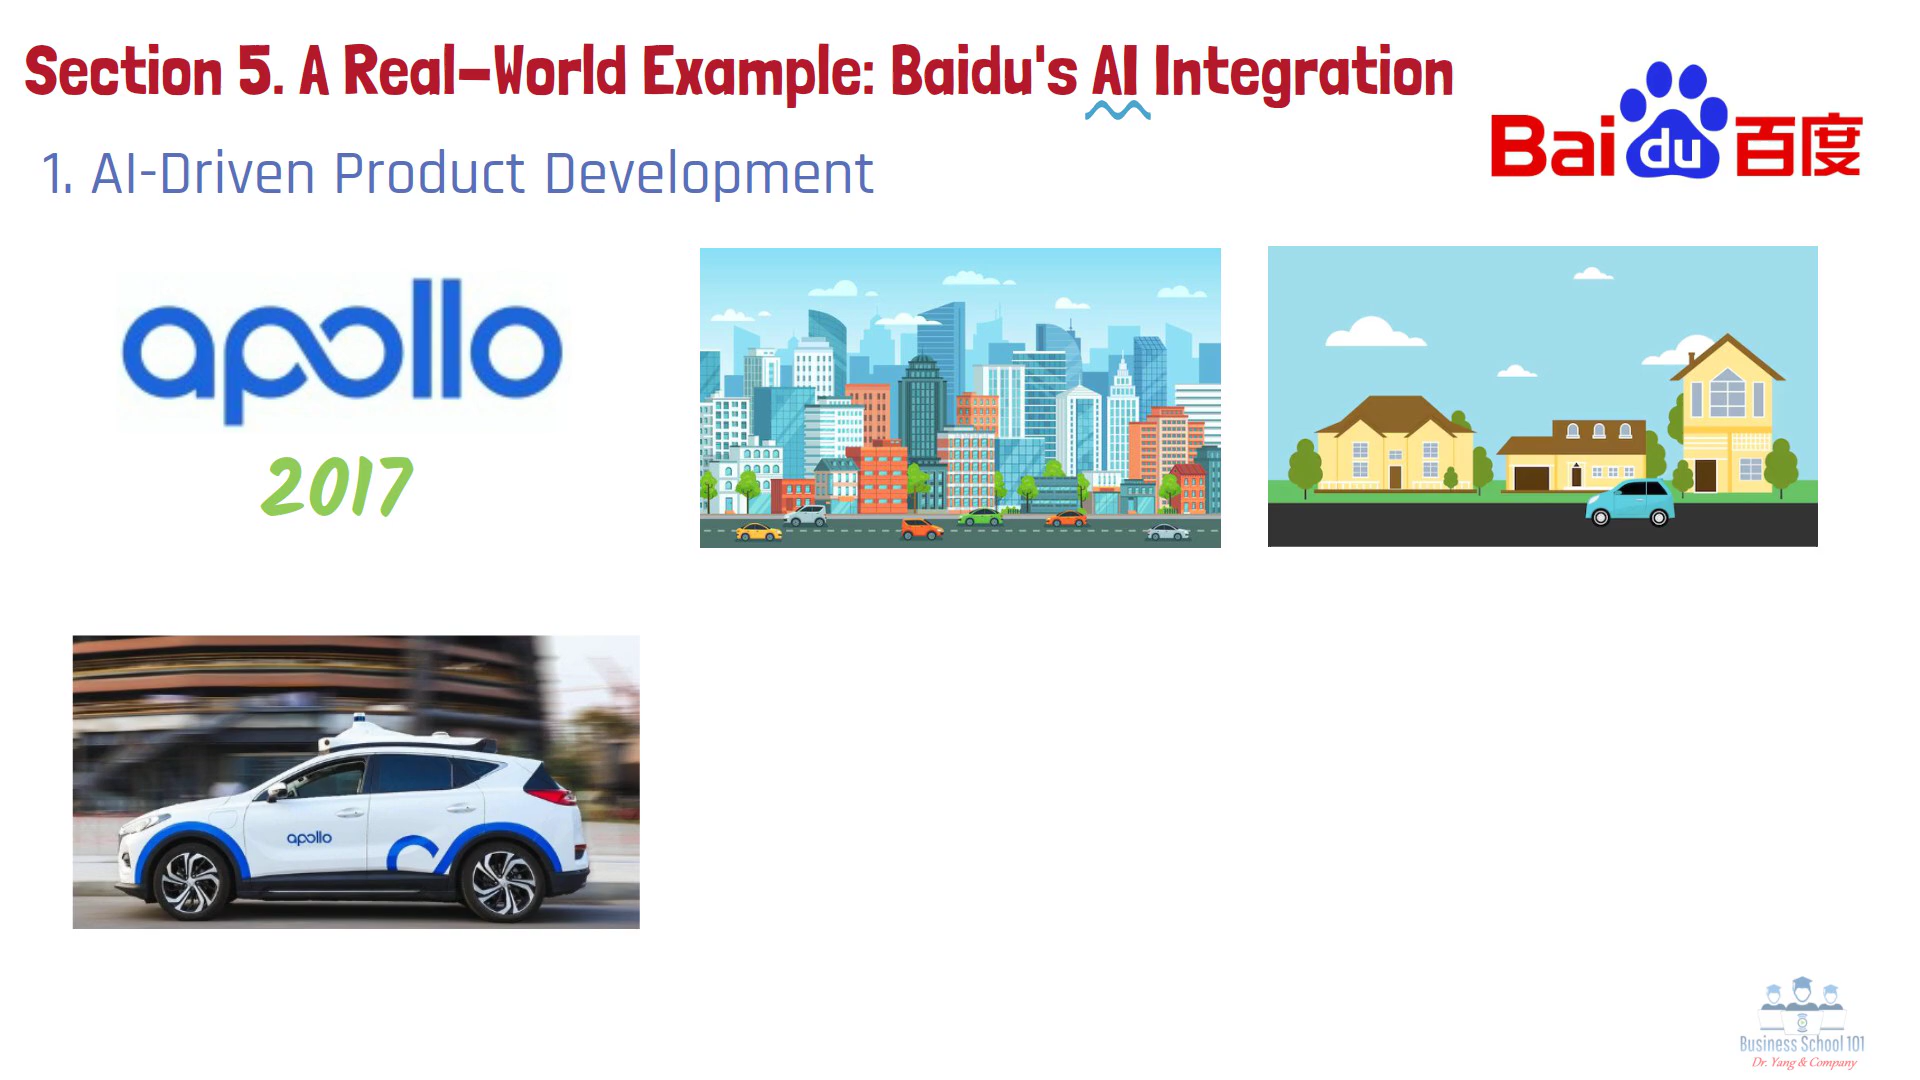 Section 5. A Real-World Example: Baidu's AI Integration
Bai du 百度
1. AI-Driven Product Development
apollo
2017
apollo
Business School 101
Dr. Yang & Company